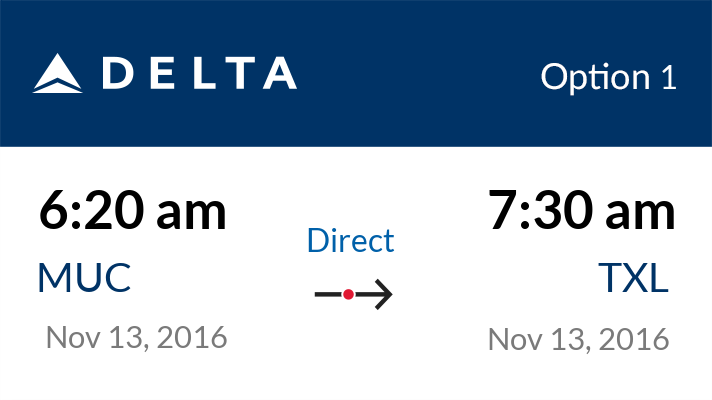 DELTA
Option 1
6:20 am
Direct
7:30 am
MUC
TXL
Nov 13, 2016
Nov 13, 2016